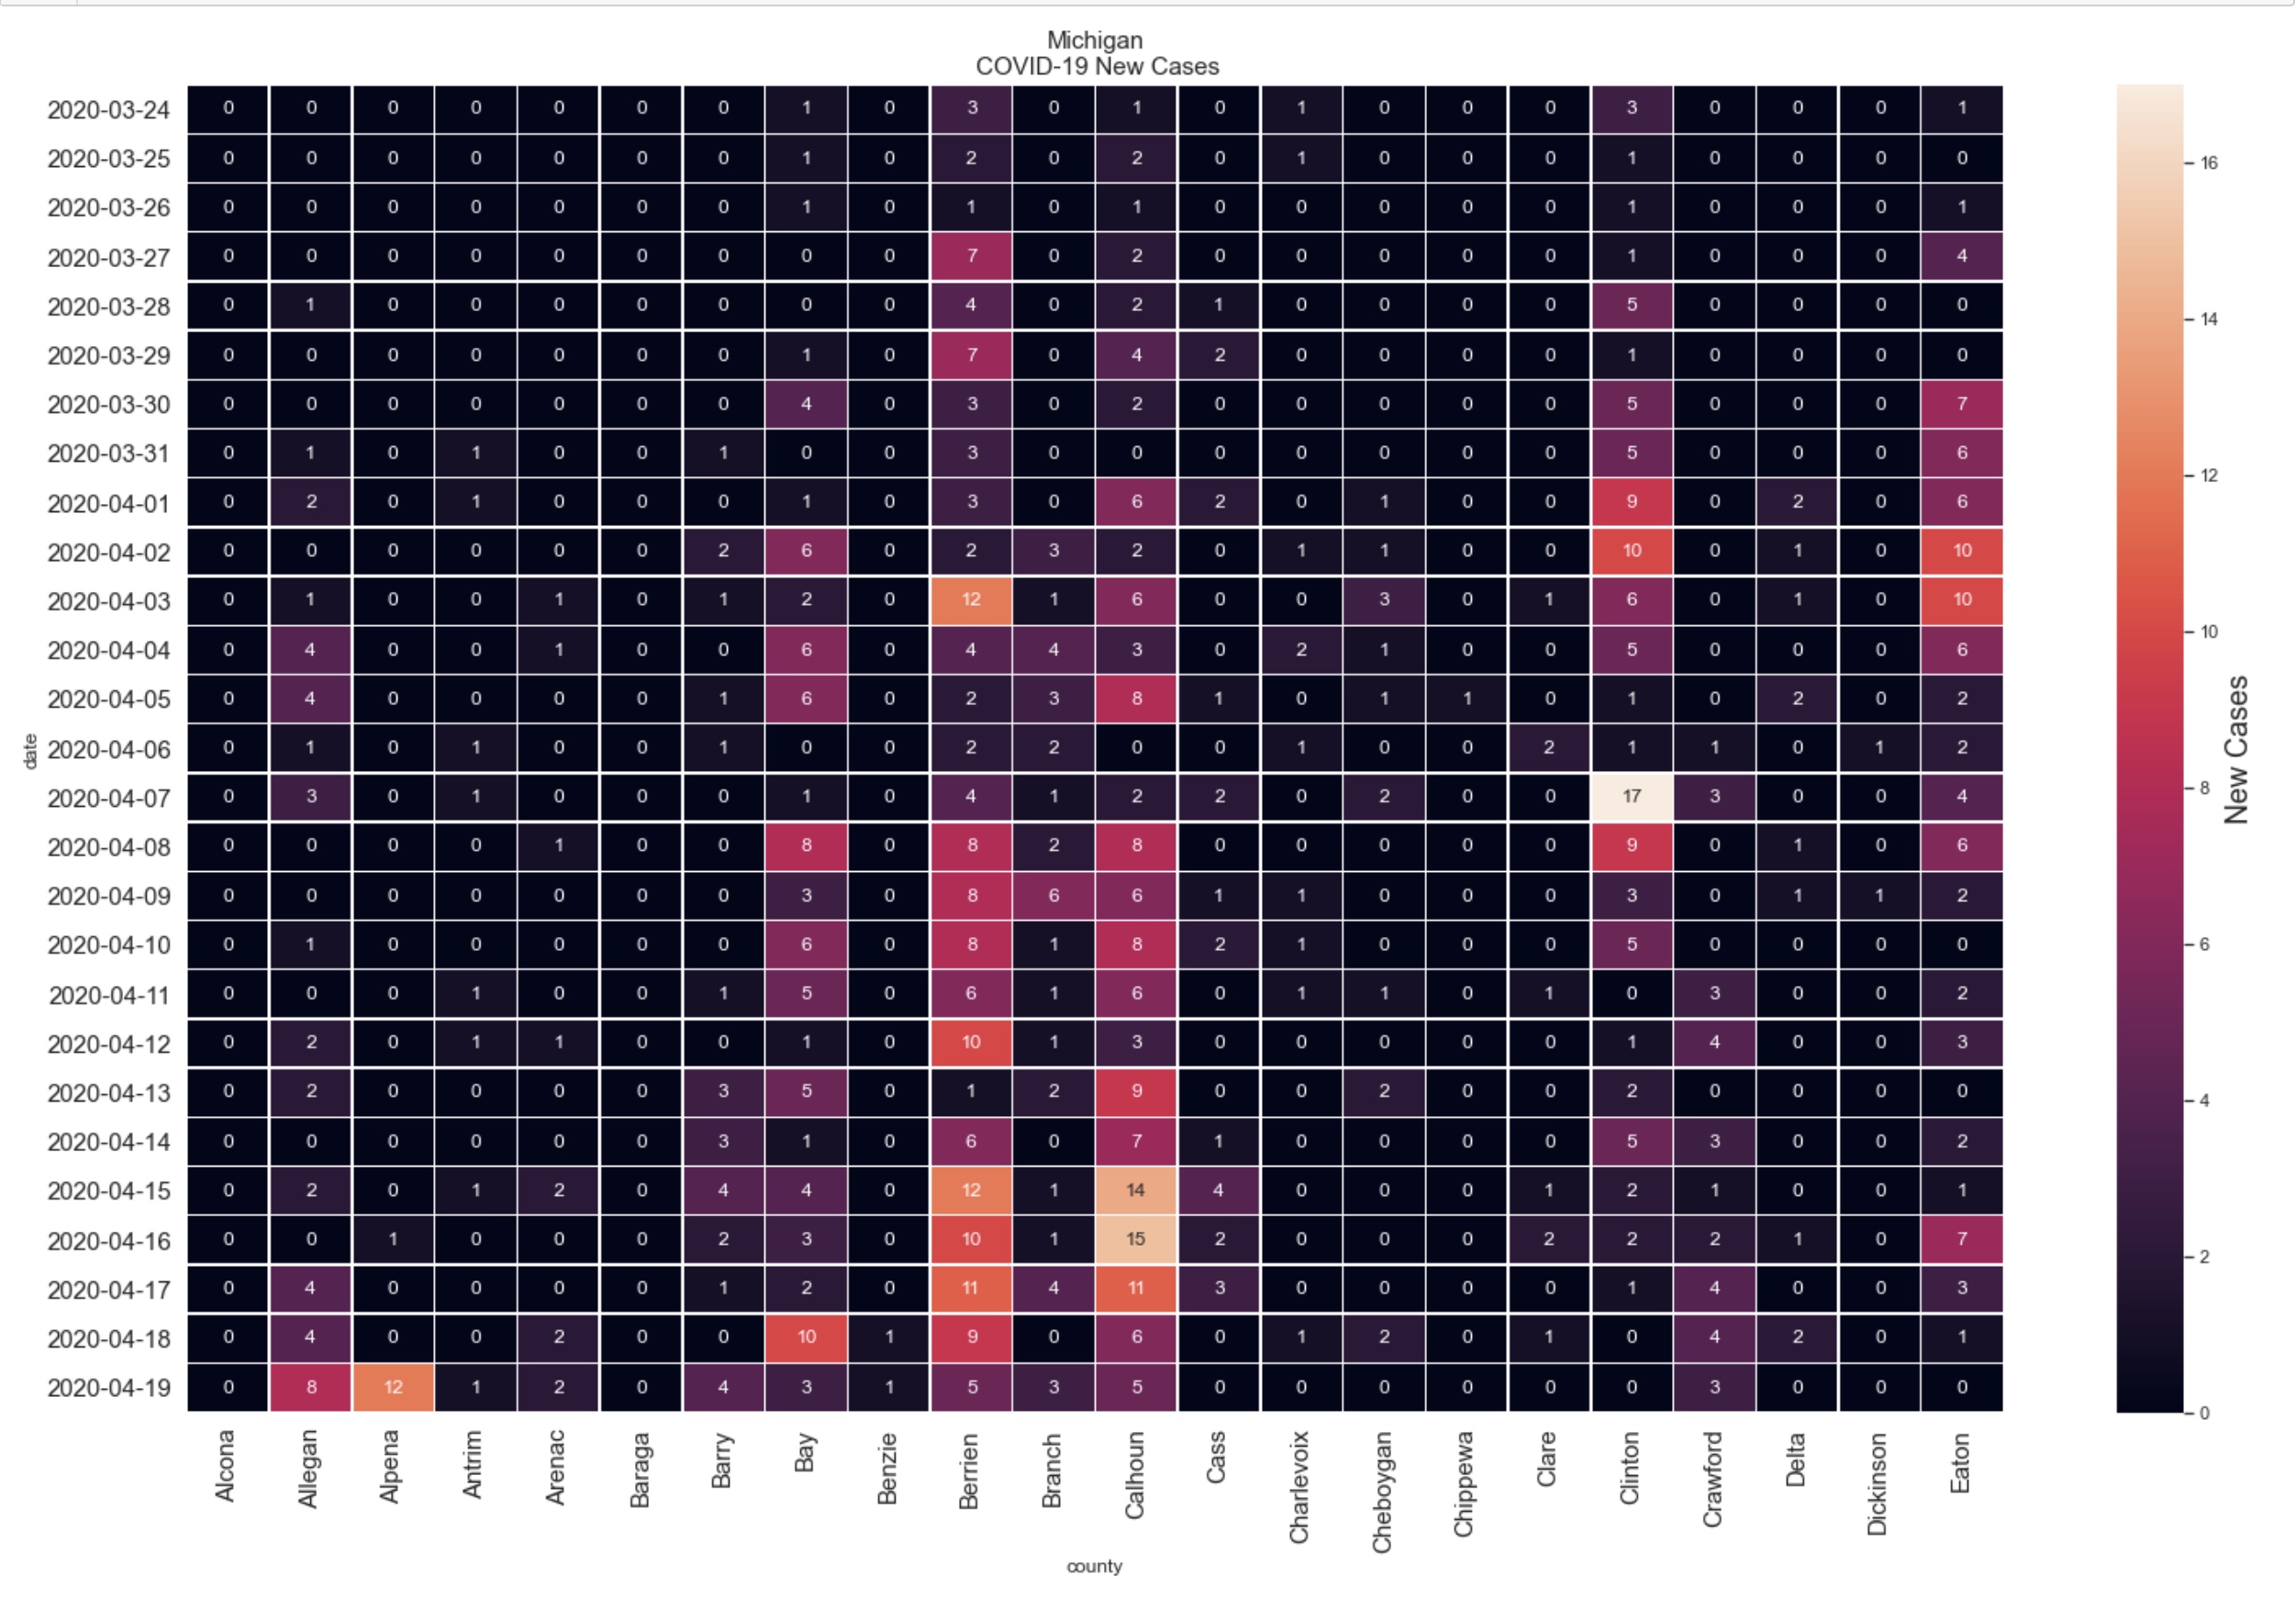 Michigan
COVID-19 New Cases
2020-03-24 0 0 0 0 0 0 0 1 0 3 0 1 0 1 0 0 0 3 0 0 0 1
2020-03-25 0 0 0 0 0 0 0 1 0 2 0 2 0 1 0 0 0 1 0 0 0 0
2020-03-26 0 0 0 0 0 0 0 1 0 1 0 1 0 0 0 0 0 1 0 0 0 1
2020-03-27 0 0 0 0 0 0 0 0 0 7 0 2 0 0 0 0 0 1 0 0 0 4
2020-03-28 0 1 0 0 0 0 0 0 0 4 0 2 1 0 0 0 0 5 0 0 0 0
2020-03-29 0 0 0 0 0 0 0 1 0 7 0 4 2 0 0 0 0 1 0 0 0 0
2020-03-30 0 0 0 0 0 0 0 4 0 3 0 2 0 0 0 0 0 5 0 0 0 7
2020-03-31 0 1 0 1 0 0 1 0 0 3 0 0 0 0 0 0 0 5 0 0 0 6
2020-04-01 0 2 0 1 0 0 0 1 0 3 0 6 2 0 1 0 0 9 0 2 0 6
2020-04-02 0 0 0 0 0 0 2 6 0 2 3 2 0 1 1 0 0 10 0 1 0 10
2020-04-03 0 1 0 0 1 0 1 2 0 12 1 6 0 0 3 0 1 6 0 1 0 10
2020-04-04 0 4 0 0 1 0 0 6 0 4 4 3 0 2 1 0 0 5 0 0 0 6
2020-04-05 0 4 0 0 0 0 1 6 0 2 3 8 1 0 1 1 0 1 0 2 0 2
2020-04-06 0 1 0 1 0 0 1 0 0 2 2 0 0 1 0 0 2 1 1 0 1 2
2020-04-07 0 3 0 1 0 0 0 1 0 4 1 2 2 0 2 0 0 17 3 0 0 4
2020-04-08 0 0 0 0 1 0 0 8 0 8 2 8 0 0 0 0 0 9 0 1 0 6
2020-04-09 0 0 0 0 0 0 0 3 0 8 6 6 1 1 0 0 0 3 0 1 1 2
2020-04-10 0 1 0 0 0 0 0 6 0 8 1 8 2 1 0 0 0 5 0 0 0 0
2020-04-11 0 0 0 1 0 0 1 5 0 6 1 6 0 1 1 0 1 0 3 0 0 2
2020-04-12 0 2 0 1 1 0 0 1 0 10 1 3 0 0 0 0 0 1 4 0 0 3
2020-04-13 0 2 0 0 0 0 3 5 0 1 2 9 0 0 2 0 0 2 0 0 0 0
2020-04-14 0 0 0 0 0 0 3 1 0 6 0 7 1 0 0 0 0 5 3 0 0 2
2020-04-15 0 2 0 1 2 0 4 4 0 12 1 14 4 0 0 0 1 2 1 0 0 1
2020-04-16 0 0 1 0 0 0 2 3 0 10 1 15 2 0 0 0 2 2 2 1 0 7
2020-04-17 0 4 0 0 0 0 1 2 0 11 4 11 3 0 0 0 0 1 4 0 0 3
2020-04-18 0 4 0 0 2 0 0 10 1 9 0 6 0 1 2 0 1 0 4 2 0 1
2020-04-19 0 8 12 1 2 0 4 3 1 5 3 5 0 0 0 0 0 0 3 0 0 0
date
Alcona Allegan Alpena Antrim Arenac Baraga Barry Bay Benzie Berrien Branch Calhoun Cass Charlevoix Cheboygan Chippewa Clare Clinton Crawford Delta Dickinson Eaton
county
16
14
12
10
8
6
4
2
0
New Cases